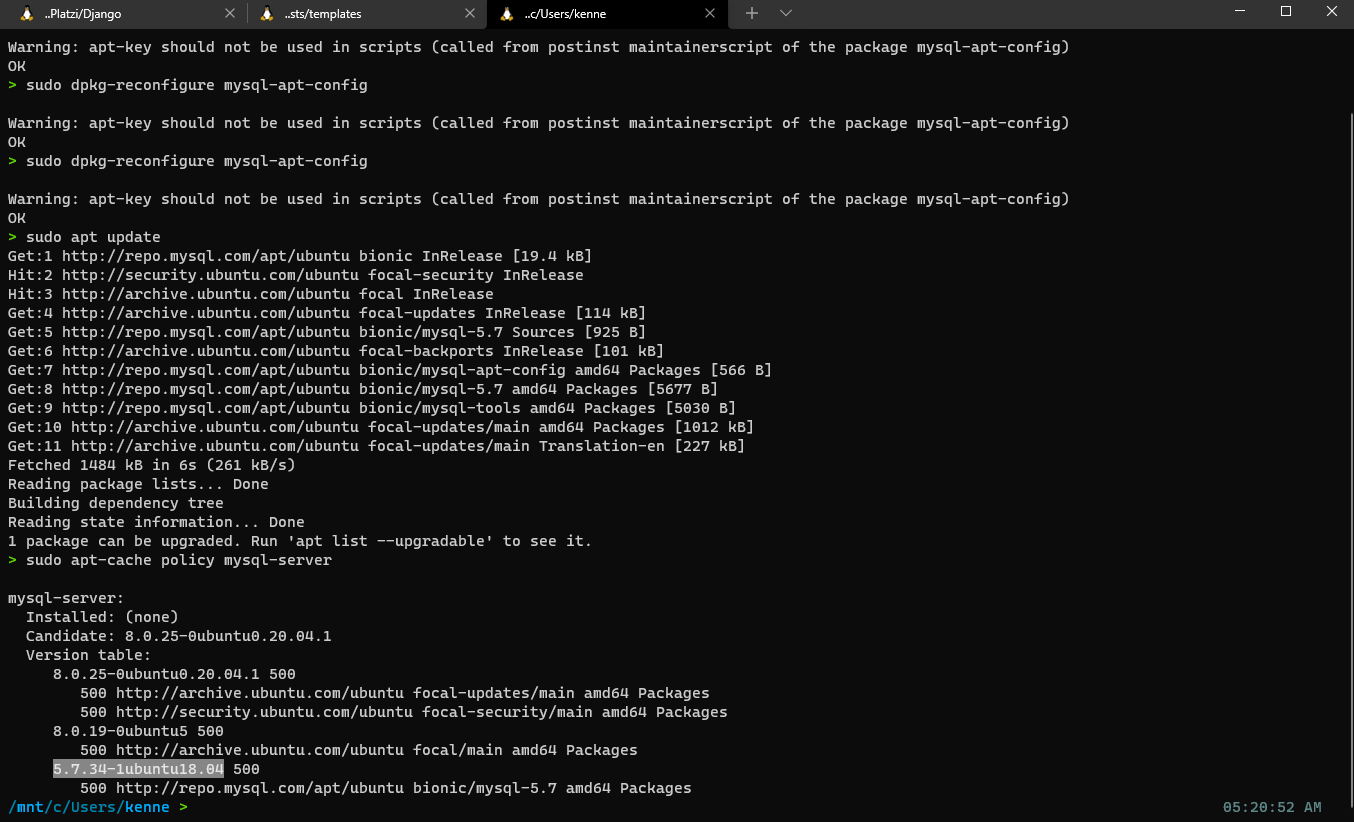 ..Platzi/Django
..sts/templates
..c/Users/kenne
Warning: apt-key should not be used in scripts (called from postinst maintainerscript of the package mysql-apt-config)
OK
> sudo dpkg-reconfigure mysql-apt-config
Warning: apt-key should not be used in scripts (called from postinst maintainerscript of the package mysql-apt-config)
OK
> sudo dpkg-reconfigure mysql-apt-config
Warning: apt-key should not be used in scripts (called from postinst maintainerscript of the package mysql-apt-config)
OK
> sudo apt update
Get:1 http://repo.mysql.com/apt/ubuntu bionic InRelease [19.4 kB]
Hit:2 http://security.ubuntu.com/ubuntu focal-security InRelease
Hit:3 http://archive.ubuntu.com/ubuntu focal InRelease
Get:4 http://archive.ubuntu.com/ubuntu focal-updates InRelease [114 kB]
Get:5 http://repo.mysql.com/apt/ubuntu bionic/mysql-5.7 Sources [925 B]
Get:6 http://archive.ubuntu.com/ubuntu focal-backports InRelease [101 kB]
Get:7 http://repo.mysql.com/apt/ubuntu bionic/mysql-apt-config amd64 Packages [566 B]
Get:8 http://repo.mysql.com/apt/ubuntu bionic/mysql-5.7 amd64 Packages [5677 B]
Get:9 http://repo.mysql.com/apt/ubuntu bionic/mysql-tools amd64 Packages [5030 B]
Get:10 http://archive.ubuntu.com/ubuntu focal-updates/main amd64 Packages [1012 kB]
Get:11 http://archive.ubuntu.com/ubuntu focal-updates/main Translation-en [227 kB]
Fetched 1484 kB in 6s (261 kB/s)
Reading package lists... Done
Building dependency tree
Reading state information... Done
1 package can be upgraded. Run 'apt list --upgradable' to see it.
> sudo apt-cache policy mysql-server
mysql-server:
Installed: (none)
Candidate: 8.0.25-0ubuntu0.20.04.1
Version table:
8.0.25-0ubuntu0.20.04.1 500
500 http://archive.ubuntu.com/ubuntu focal-updates/main amd64 Packages
500 http://security.ubuntu.com/ubuntu focal-security/main amd64 Packages
8.0.19-0ubuntu5 500
500 http://archive.ubuntu.com/ubuntu focal/main amd64 Packages
5.7.34-1ubuntu18.04 500
500 http://repo.mysql.com/apt/ubuntu bionic/mysql-5.7 amd64 Packages
/mnt/c/Users/kenne > 05:20:52 AM